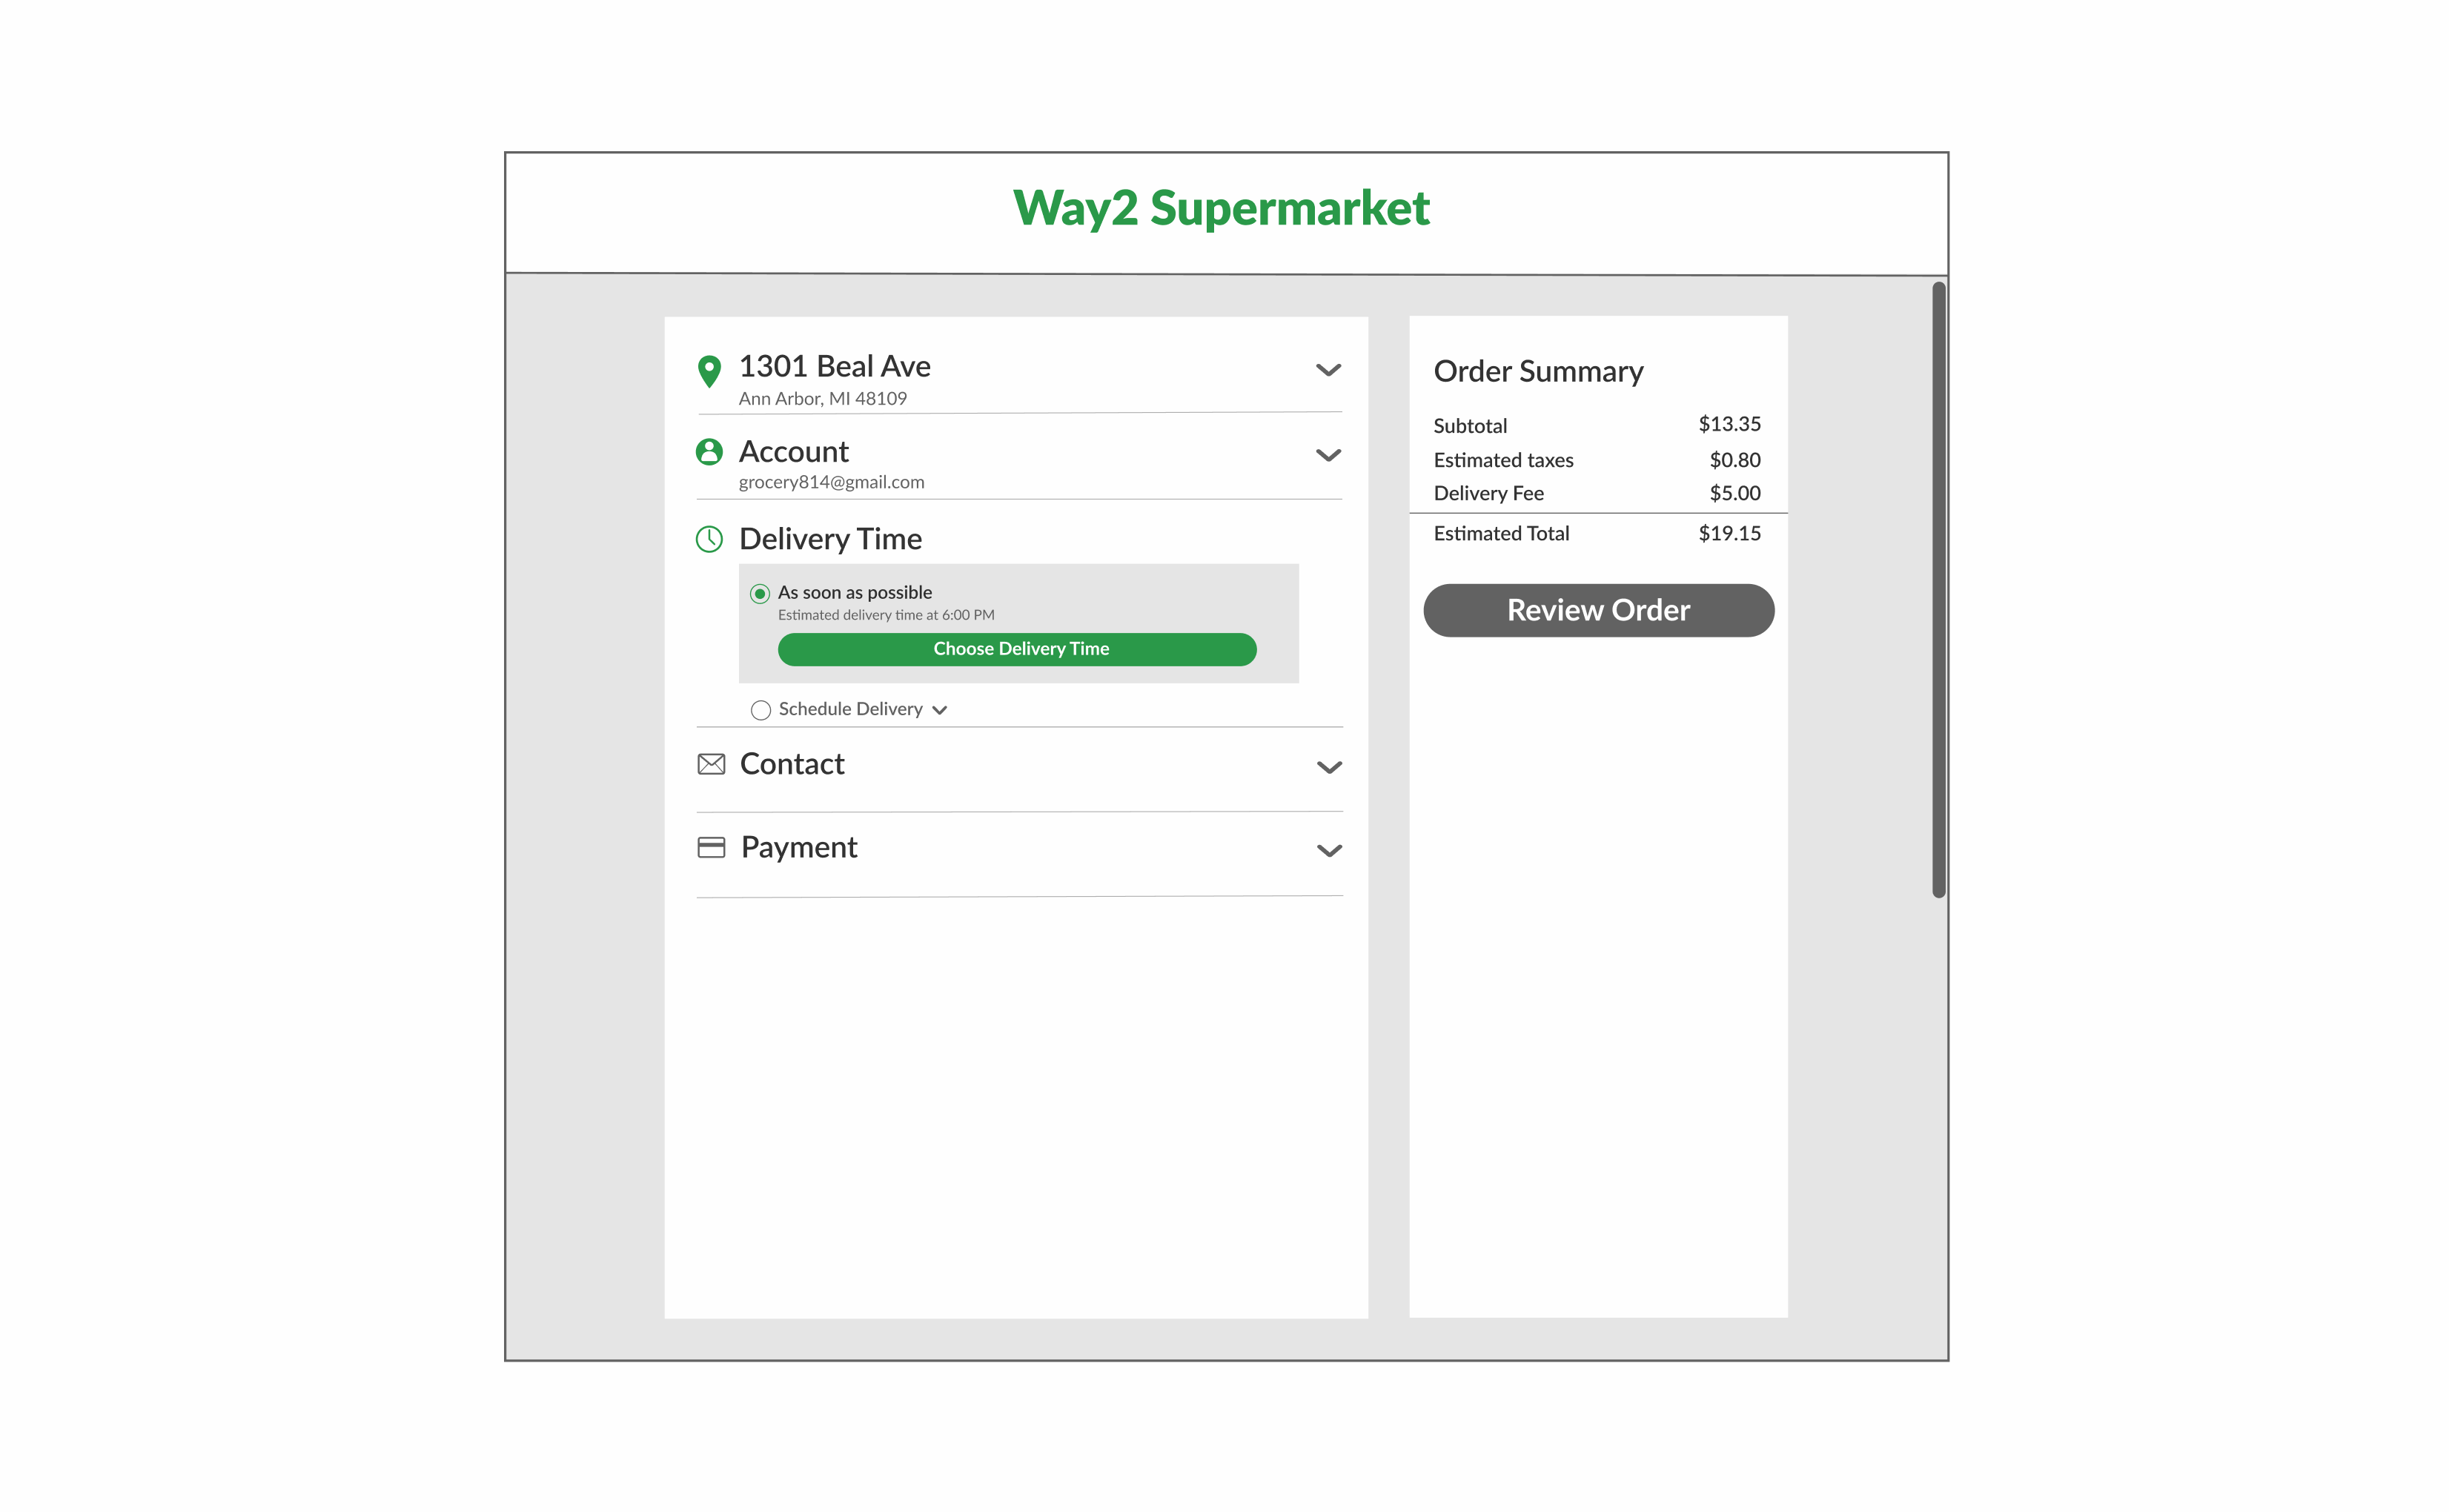 Way2 Supermarket
1301 Beal Ave
Ann Arbor, MI 48109
Account
grocery814@gmail.com
Delivery Time
As soon as possible
Estimated delivery time at 6:00 PM
Choose Delivery Time
Schedule Delivery
Contact
Payment
Order Summary
Subtotal $13.35
Estimated taxes $0.80
Delivery Fee $5.00
Estimated Total $19.15
Review Order